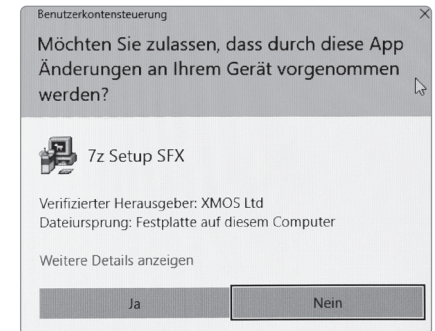 Benutzerkontensteuerung
Möchten Sie zulassen, dass durch diese App
Änderungen an Ihrem Gerät vorgenommen
werden?
7z Setup SFX
Verifizierter Herausgeber: XMOS Ltd
Dateiursprung: Festplatte auf diesem Computer
Weitere Details anzeigen
Ja
Nein